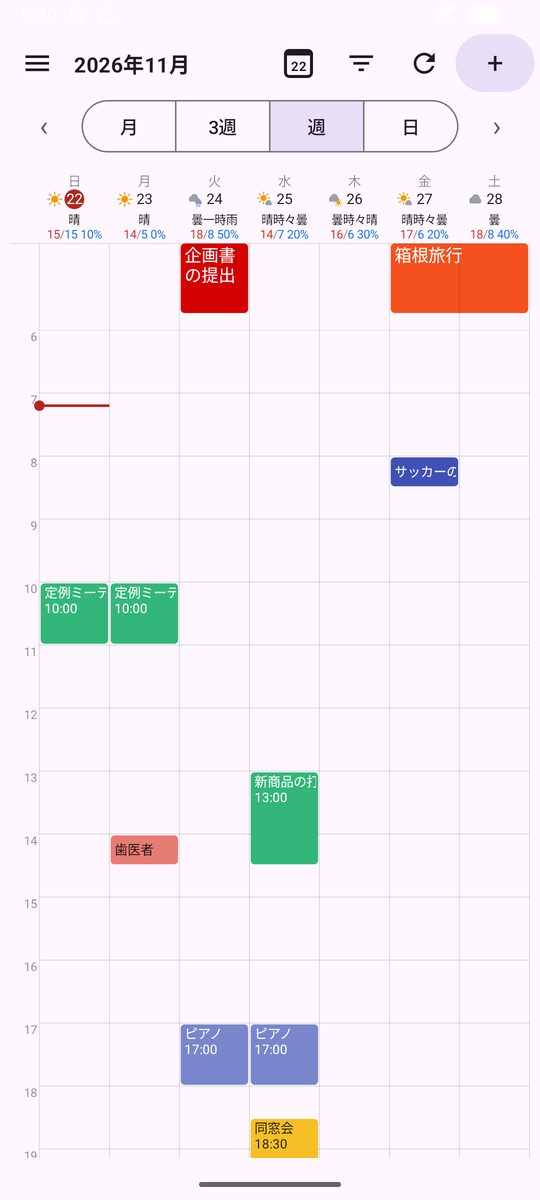 9:30
2026年11月
22
+
‹
月
3週
週
日
›
日 月 火 水 木 金 土
22 23 24 25 26 27 28
晴 晴 曇一時雨 晴時々曇 曇時々晴 晴時々曇 曇
15/15 10% 14/5 0% 18/8 50% 14/7 20% 16/6 30% 17/6 20% 18/8 40%
企画書
の提出
箱根旅行
6
7
8
サッカーの
9
10
定例ミーテ
10:00
定例ミーテ
10:00
11
12
13
新商品の打
13:00
14
歯医者
15
16
17
ピアノ
17:00
ピアノ
17:00
18
同窓会
18:30
19